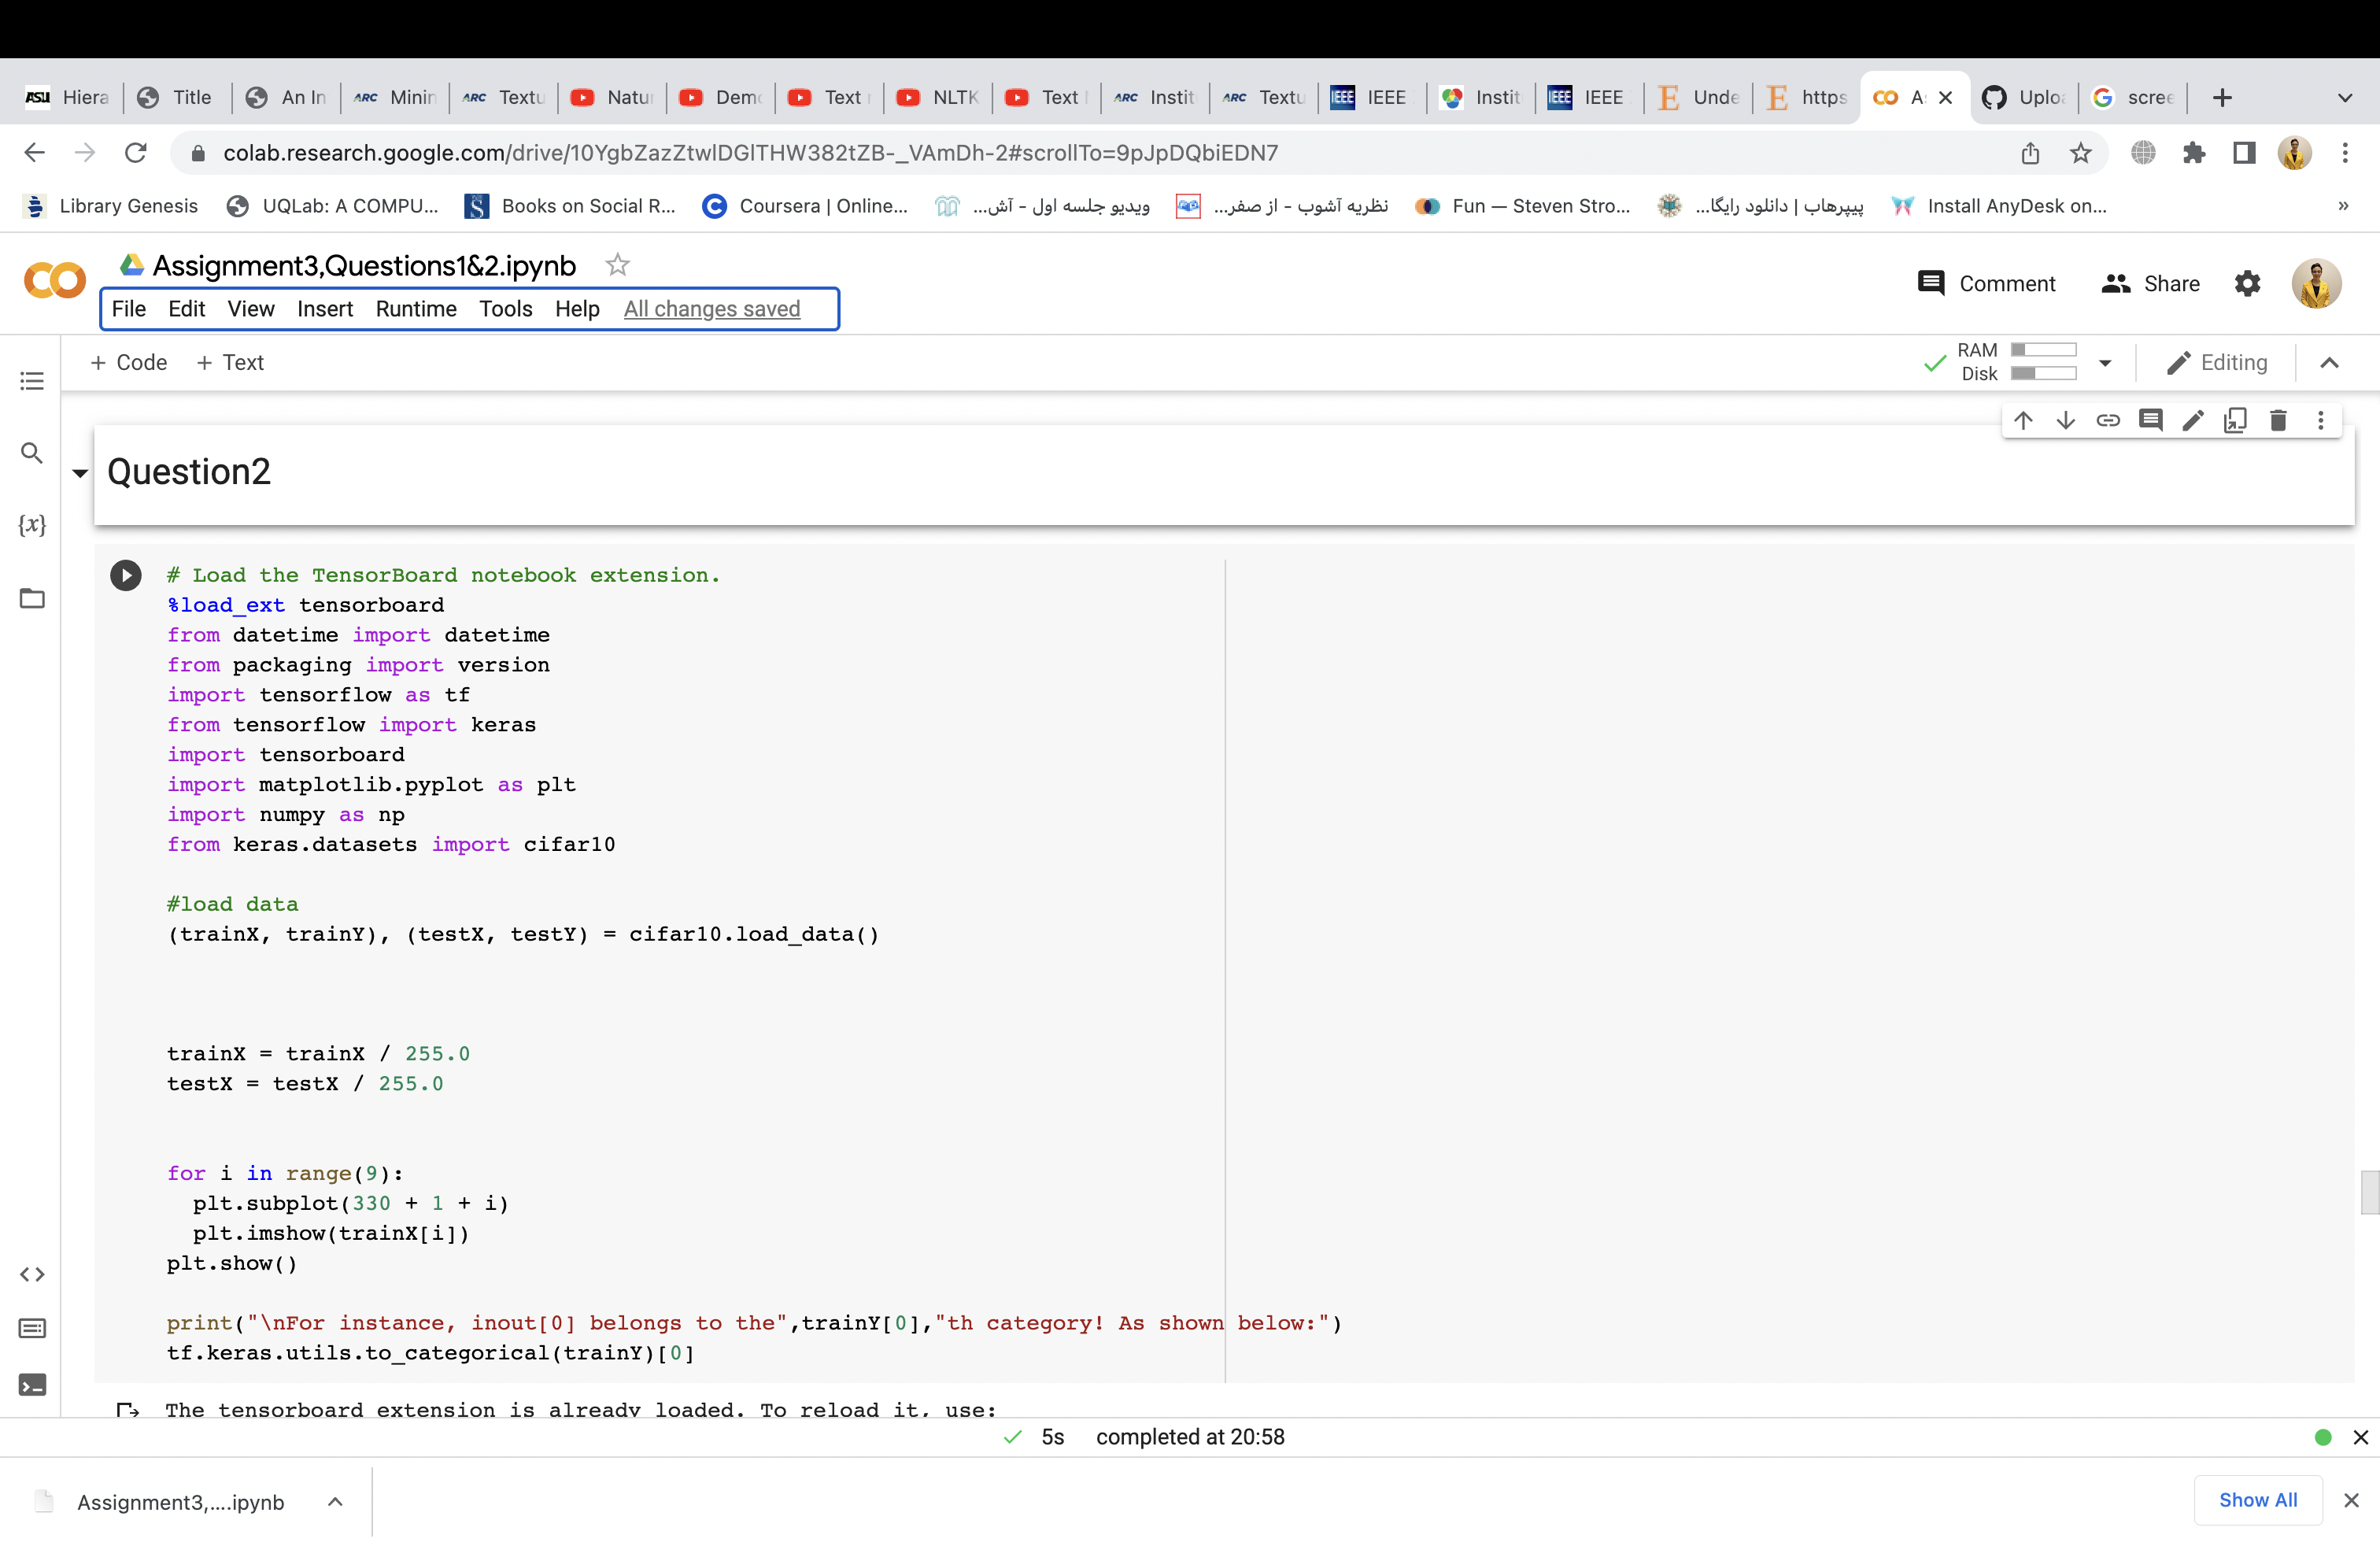 ASU Hiera
Title
An In
ARC Minin
ARC Textu
Natu
Demo
Text
NLTK
Text
ARC Instit
ARC Textu
IEEE IEEE
Instit
IEEE IEEE
E Unde
E https
A
Uploa
G scree
colab.research.google.com/drive/
Library Genesis
UQLab: A COMPU...
S Books on Social R...
Coursera | Online...
ویدیو جلسه اول - آش...
نظریه آشوب - از صفر...
Fun — Steven Stro...
پیپرهاب | دانلود رایگا...
Install AnyDesk on...
»
Assignment3,Questions1&2.ipynb
File Edit View Insert Runtime Tools Help All changes saved
Comment
Share
+ Code + Text
RAM
Disk
Editing
Question2
{x}
# Load the TensorBoard notebook extension.
%load_ext tensorboard
from datetime import datetime
from packaging import version
import tensorflow as tf
from tensorflow import keras
import tensorboard
import matplotlib.pyplot as plt
import numpy as np
from keras.datasets import cifar10
#load data
(trainX, trainY), (testX, testY) = cifar10.load_data()
trainX = trainX / 255.0
testX = testX / 255.0
for i in range(9):
  plt.subplot(330 + 1 + i)
  plt.imshow(trainX[i])
plt.show()
print("\nFor instance, inout[0] belongs to the",trainY[0],"th category! As shown below:")
tf.keras.utils.to_categorical(trainY)[0]
The tensorboard extension is already loaded. To reload it, use:
5s completed at 20:58
Assignment3,....ipynb
Show All